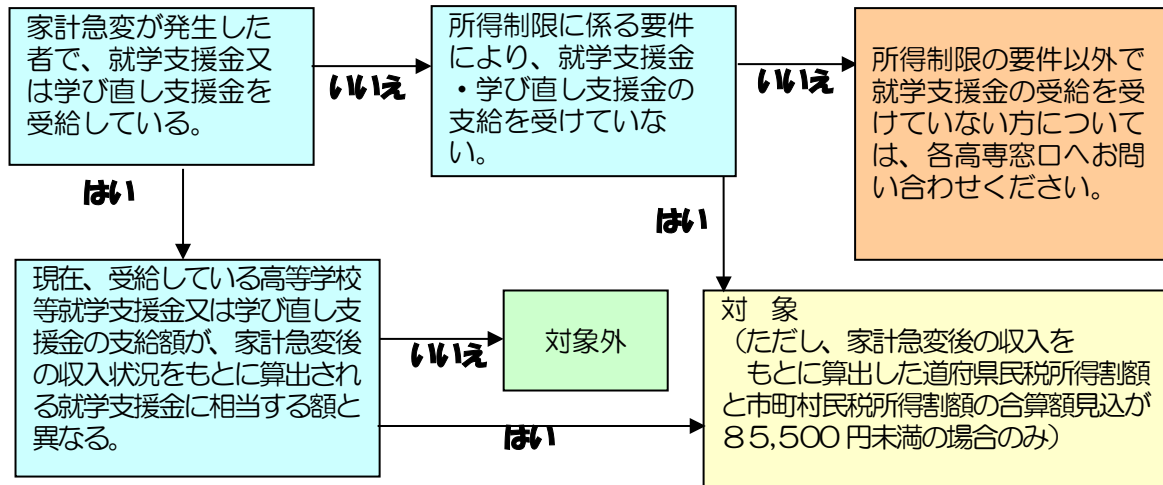 家計急変が発生した
者で、就学支援金又
は学び直し支援金を
受給している。
いいえ
所得制限に係る要件
により、就学支援金
・学び直し支援金の
支給を受けていな
い。
いいえ
所得制限の要件以外で
就学支援金の受給を受
けていない方について
は、各高専窓口へお問
い合わせください。
はい
はい
現在、受給している高等学校
等就学支援金又は学び直し支
援金の支給額が、家計急変後
の収入状況をもとに算出され
る就学支援金に相当する額と
異なる。
いいえ
対象外
はい
対　象
（ただし、家計急変後の収入を
もとに算出した道府県民税所得割額
と市町村民税所得割額の合算額見込が
８５,５００円未満の場合のみ）